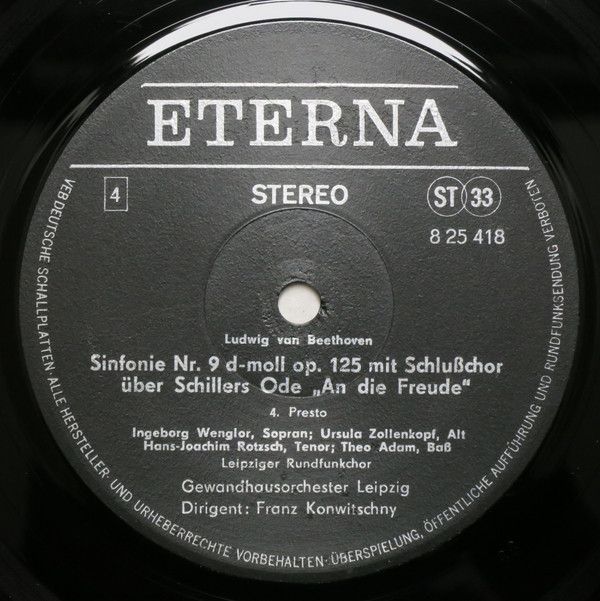 ETERNA
4
STEREO
ST 33
8 25 418
Ludwig van Beethoven
Sinfonie Nr. 9 d-moll op. 125 mit Schlußchor
über Schillers Ode „An die Freude“
4. Presto
Ingeborg Wenglor, Sopran; Ursula Zollenkopf, Alt
Hans-Joachim Rotzsch, Tenor; Theo Adam, Baß
Leipziger Rundfunkchor
Gewandhausorchester Leipzig
Dirigent: Franz Konwitschny
VEB DEUTSCHE SCHALLPLATTEN ALLE HERSTELLER- UND URHEBERRECHTE VORBEHALTEN · ÜBERSPIELUNG, ÖFFENTLICHE AUFFÜHRUNG UND RUNDFUNKSENDUNG VERBOTEN